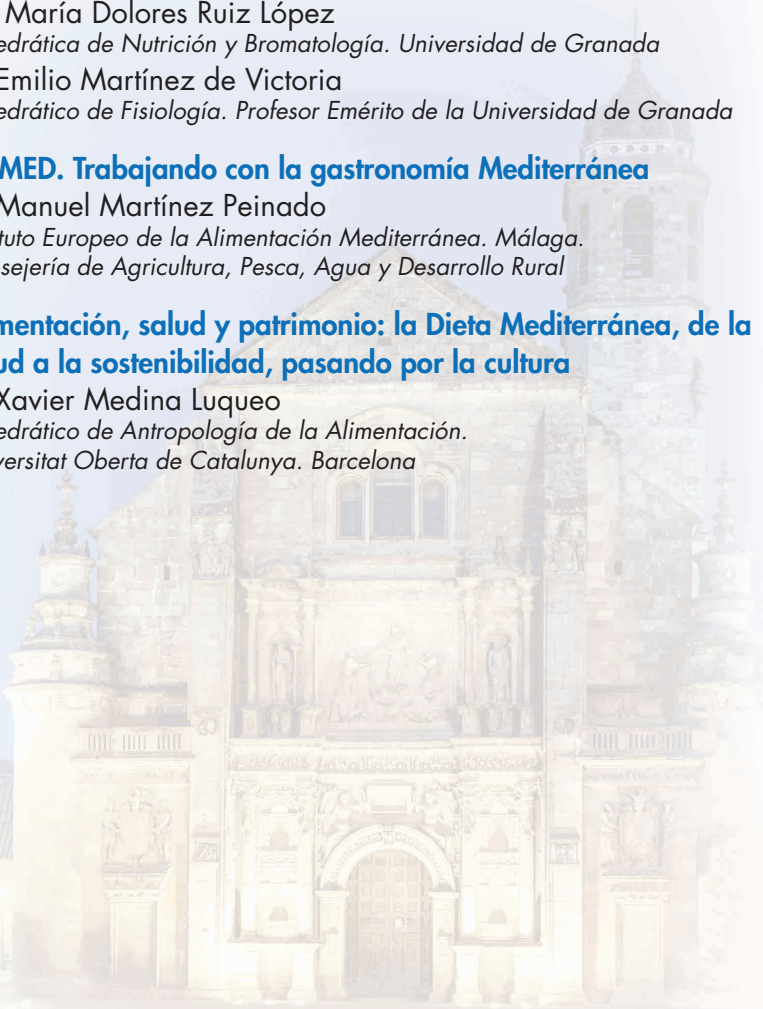 María Dolores Ruiz López
edrática de Nutrición y Bromatología. Universidad de Granada
Emilio Martínez de Victoria
edrático de Fisiología. Profesor Emérito de la Universidad de Granada
MED. Trabajando con la gastronomía Mediterránea
Manuel Martínez Peinado
tuto Europeo de la Alimentación Mediterránea. Málaga.
sejería de Agricultura, Pesca, Agua y Desarrollo Rural
mentación, salud y patrimonio: la Dieta Mediterránea, de la
ud a la sostenibilidad, pasando por la cultura
Xavier Medina Luqueo
edrático de Antropología de la Alimentación.
versitat Oberta de Catalunya. Barcelona